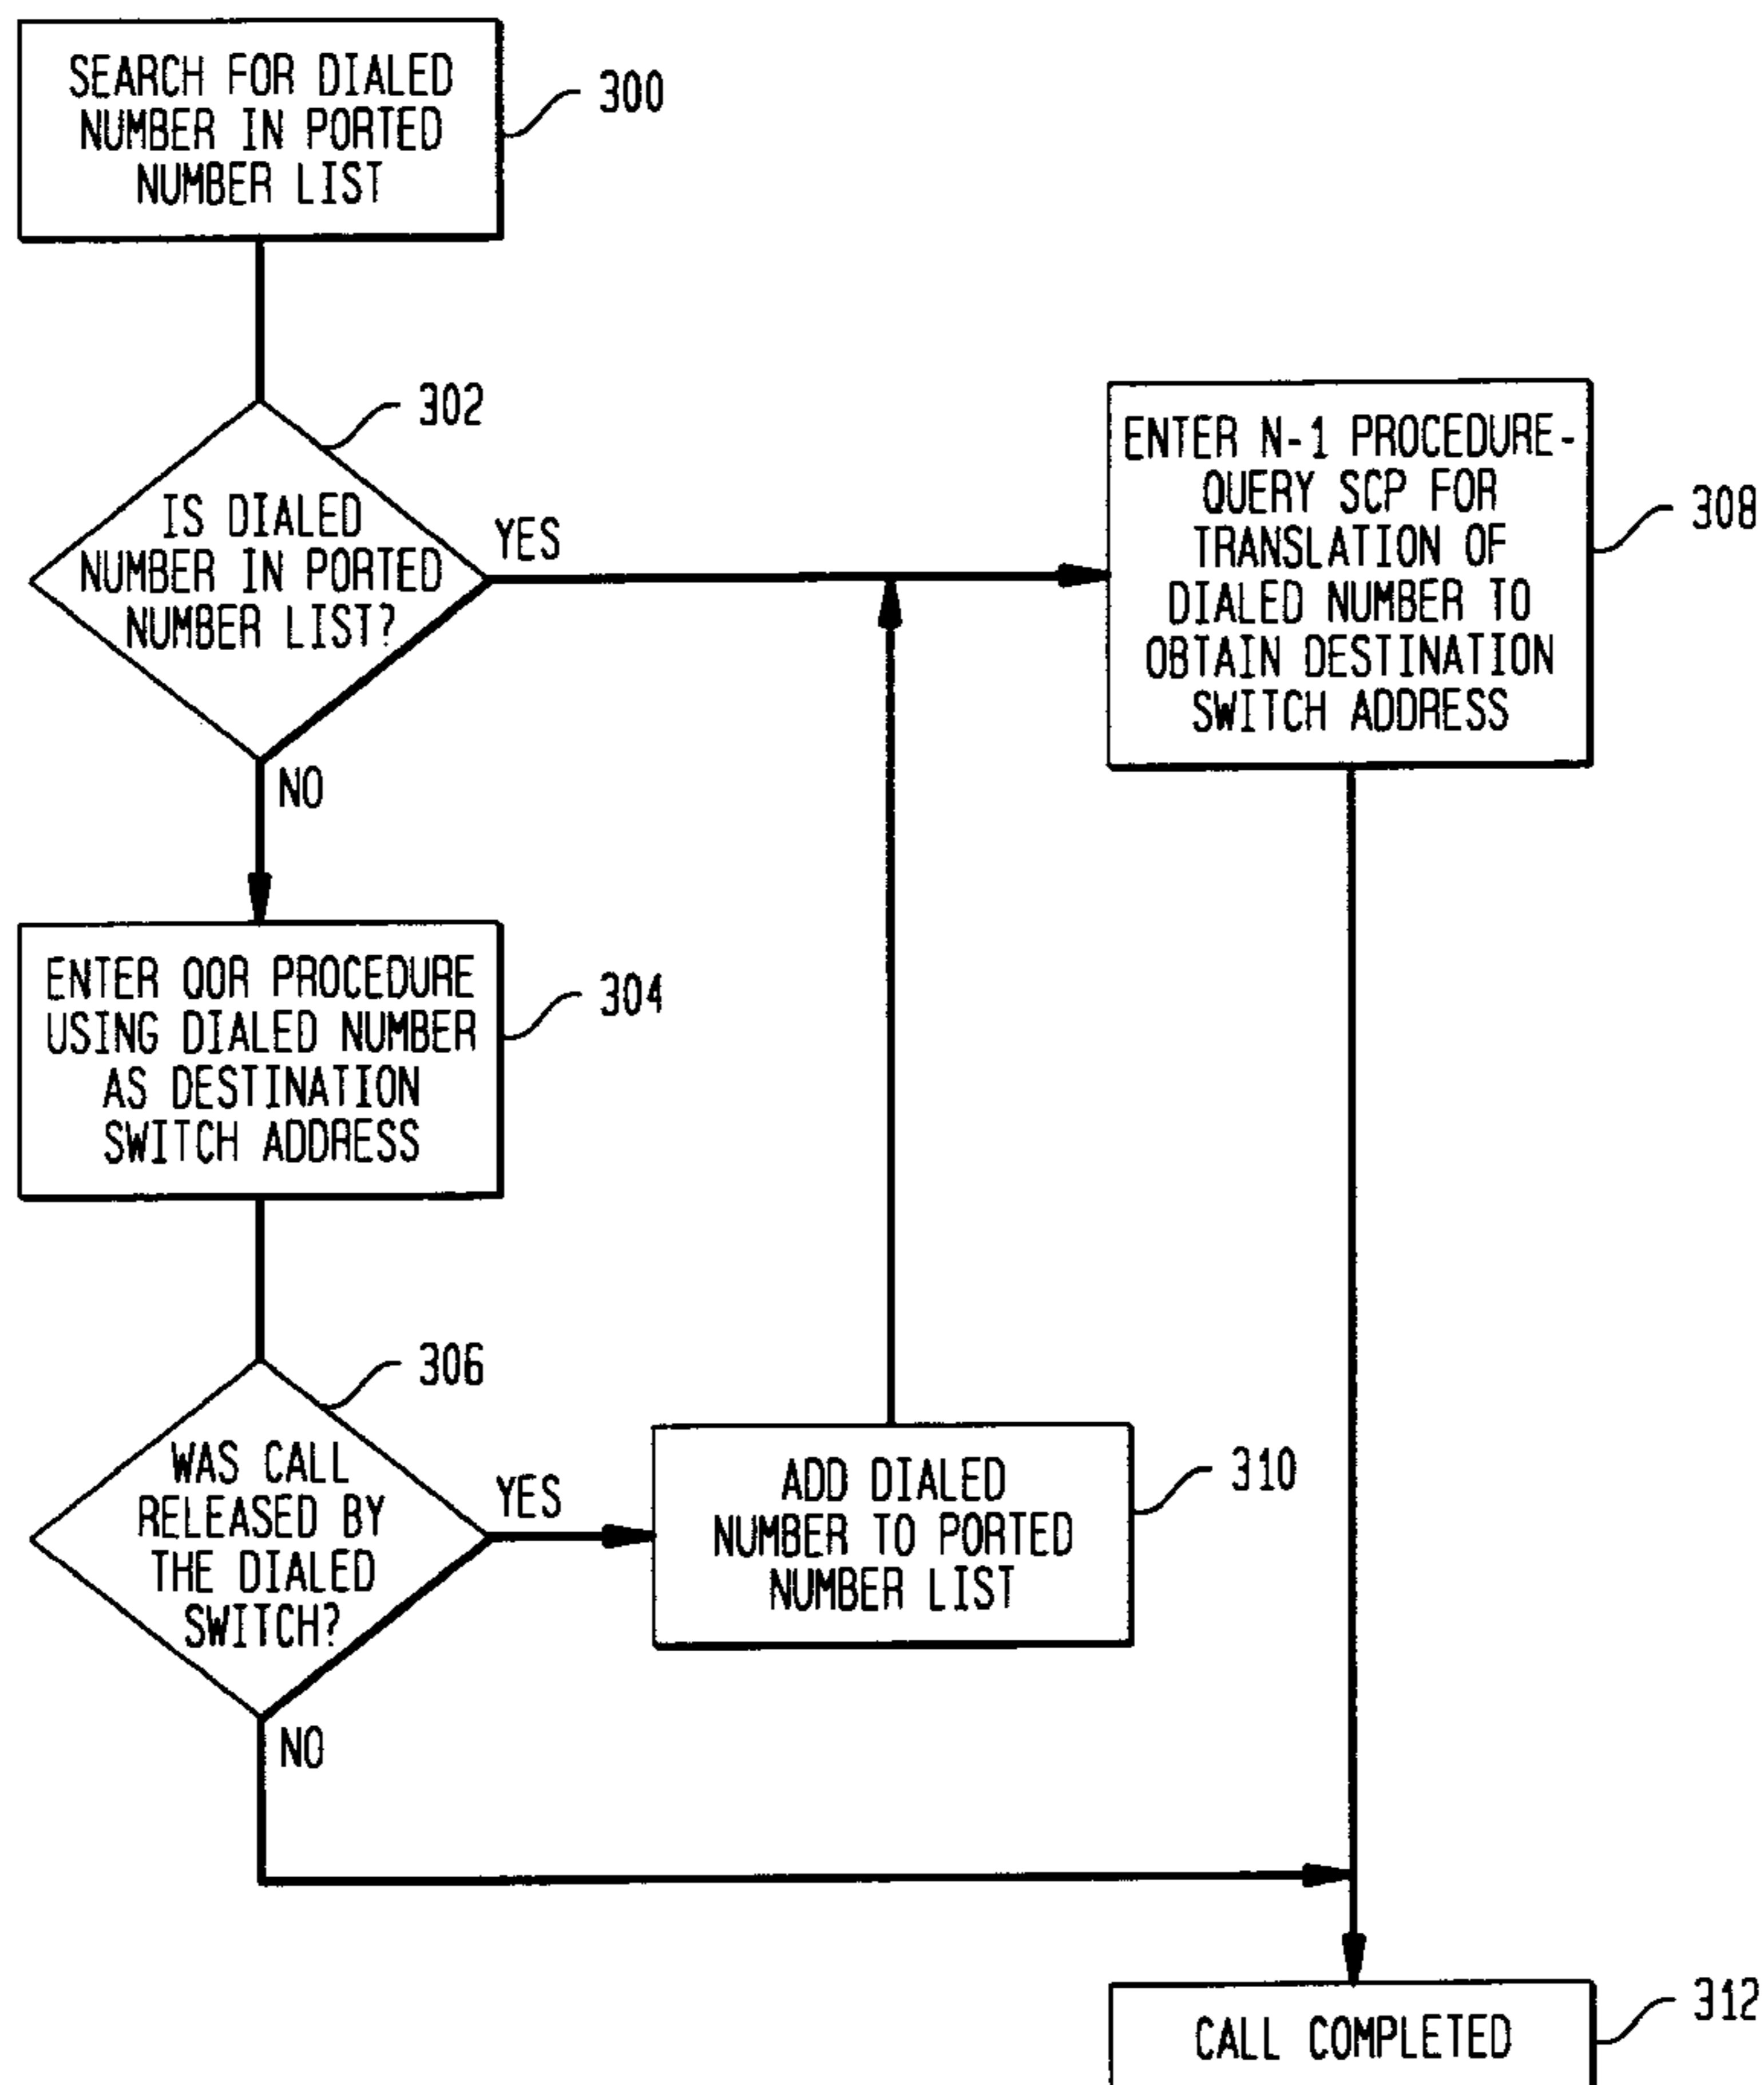 SEARCH FOR DIALED
NUMBER IN PORTED
NUMBER LIST
300
302
IS DIALED
NUMBER IN PORTED
NUMBER LIST?
YES
NO
ENTER N-1 PROCEDURE-
QUERY SCP FOR
TRANSLATION OF
DIALED NUMBER TO
OBTAIN DESTINATION
SWITCH ADDRESS
308
ENTER QOR PROCEDURE
USING DIALED NUMBER
AS DESTINATION
SWITCH ADDRESS
304
306
WAS CALL
RELEASED BY
THE DIALED
SWITCH?
YES
NO
ADD DIALED
NUMBER TO PORTED
NUMBER LIST
310
CALL COMPLETED
312